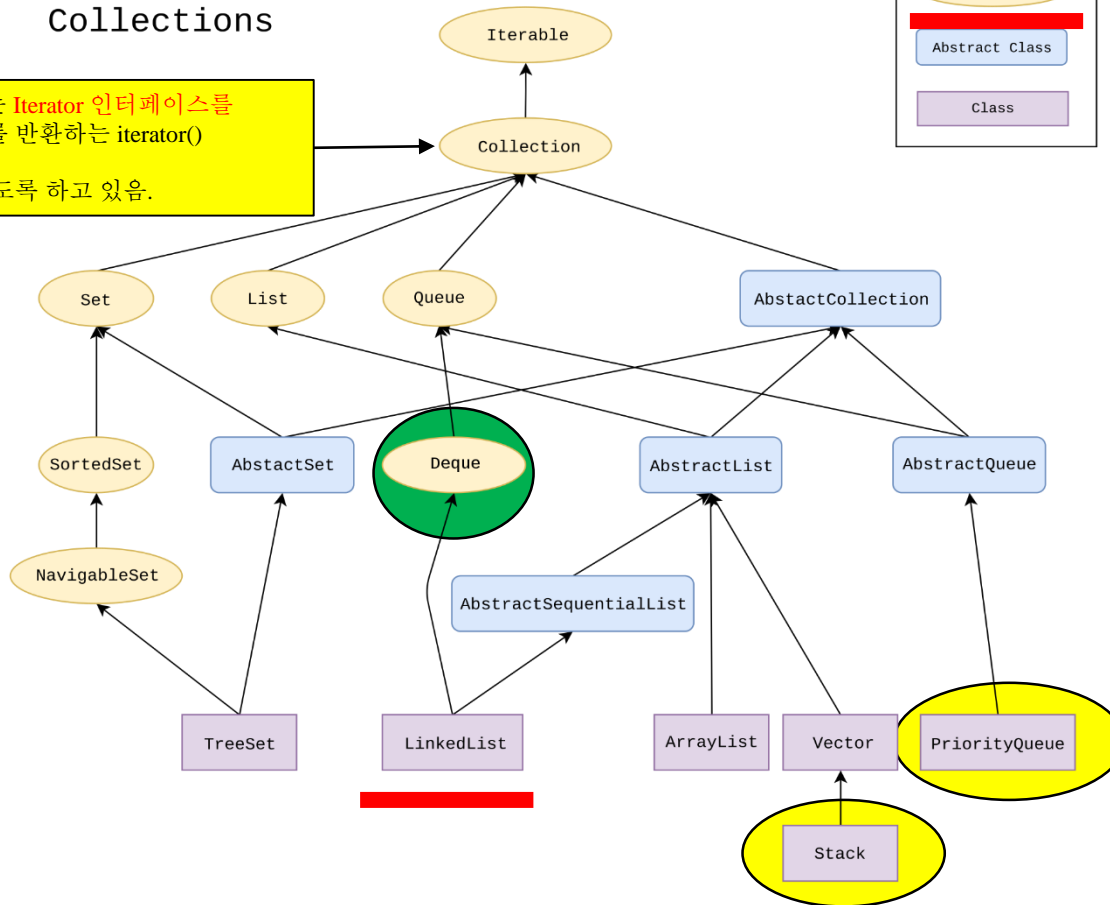 Collections
Iterable
Abstract Class
Class
Iterator 인터페이스를
를 반환하는 iterator()
도록 하고 있음.
Collection
Set
List
Queue
AbstactCollection
SortedSet
AbstactSet
Deque
AbstractList
AbstractQueue
NavigableSet
AbstractSequentialList
TreeSet
LinkedList
ArrayList
Vector
PriorityQueue
Stack